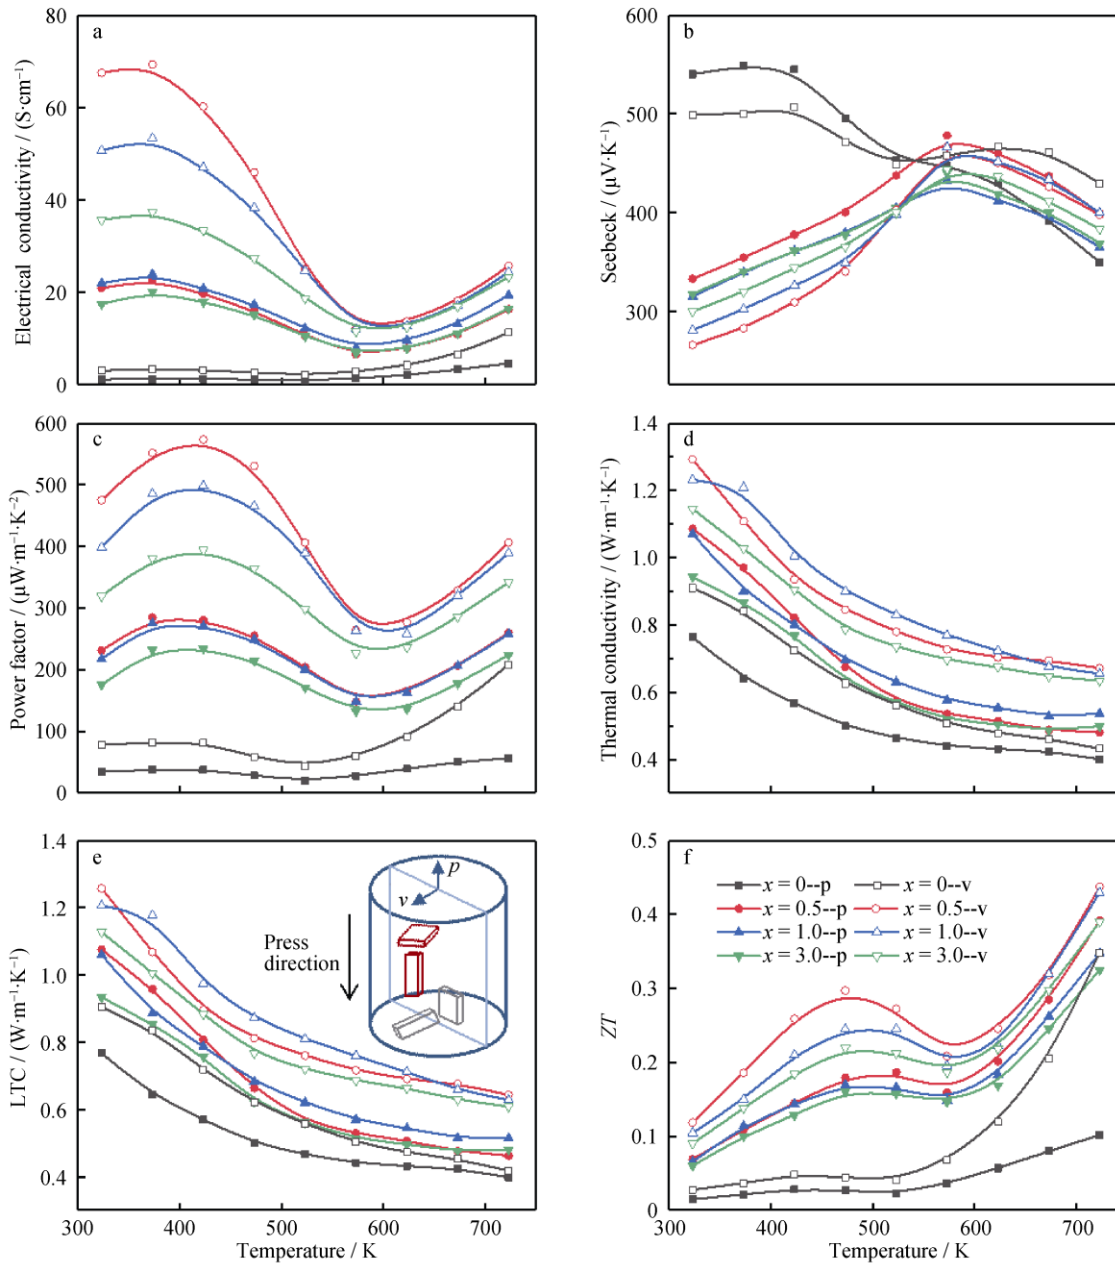 80
60
40
20
0
Electrical conductivity / (S·cm⁻¹)
a
600
500
400
300
Seebeck / (μV·K⁻¹)
b
600
500
400
300
200
100
0
Power factor / (μW·m⁻¹·K⁻²)
c
1.4
1.2
1.0
0.8
0.6
0.4
Thermal conductivity / (W·m⁻¹·K⁻¹)
d
1.4
1.2
1.0
0.8
0.6
0.4
LTC / (W·m⁻¹·K⁻¹)
e
p
v
Press
direction
300 400 500 600 700
Temperature / K
0.5
0.4
0.3
0.2
0.1
0
ZT
f
x = 0--p x = 0--v
x = 0.5--p x = 0.5--v
x = 1.0--p x = 1.0--v
x = 3.0--p x = 3.0--v
300 400 500 600 700
Temperature / K